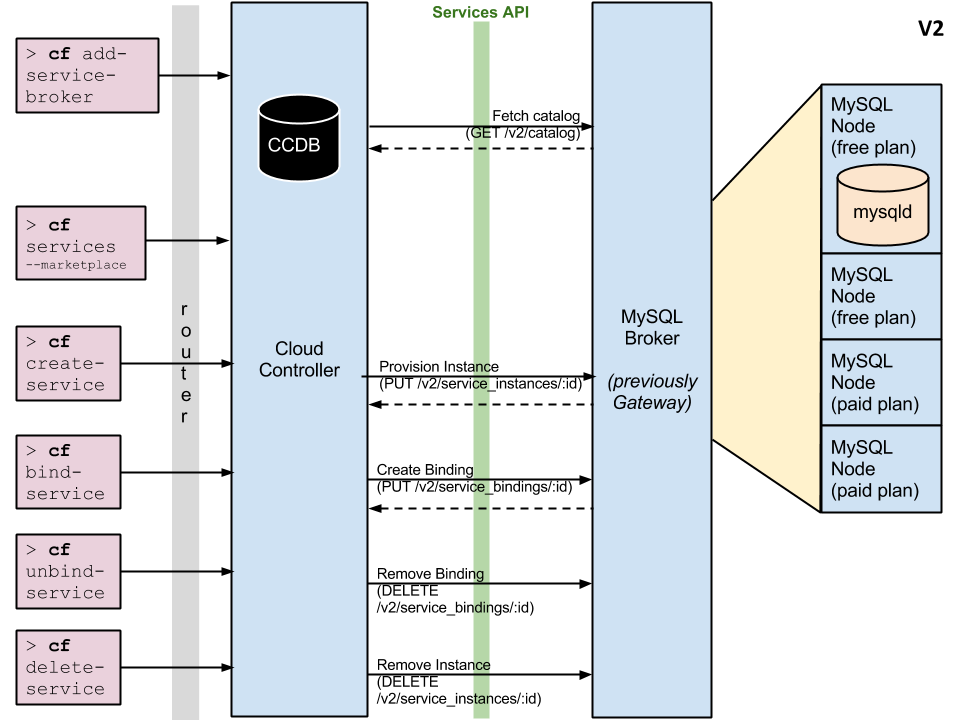 Services API
V2
> cf add-
service-
broker
CCDB
Fetch catalog
(GET /v2/catalog)
MySQL
Node
(free plan)
mysqld
> cf
services
--marketplace
router
MySQL
Node
(free plan)
> cf
create-
service
Cloud
Controller
Provision Instance
(PUT /v2/service_instances/:id)
MySQL
Broker
(previously
Gateway)
MySQL
Node
(paid plan)
> cf
bind-
service
Create Binding
(PUT /v2/service_bindings/:id)
MySQL
Node
(paid plan)
> cf
unbind-
service
Remove Binding
(DELETE
/v2/service_bindings/:id)
> cf
delete-
service
Remove Instance
(DELETE
/v2/service_instances/:id)